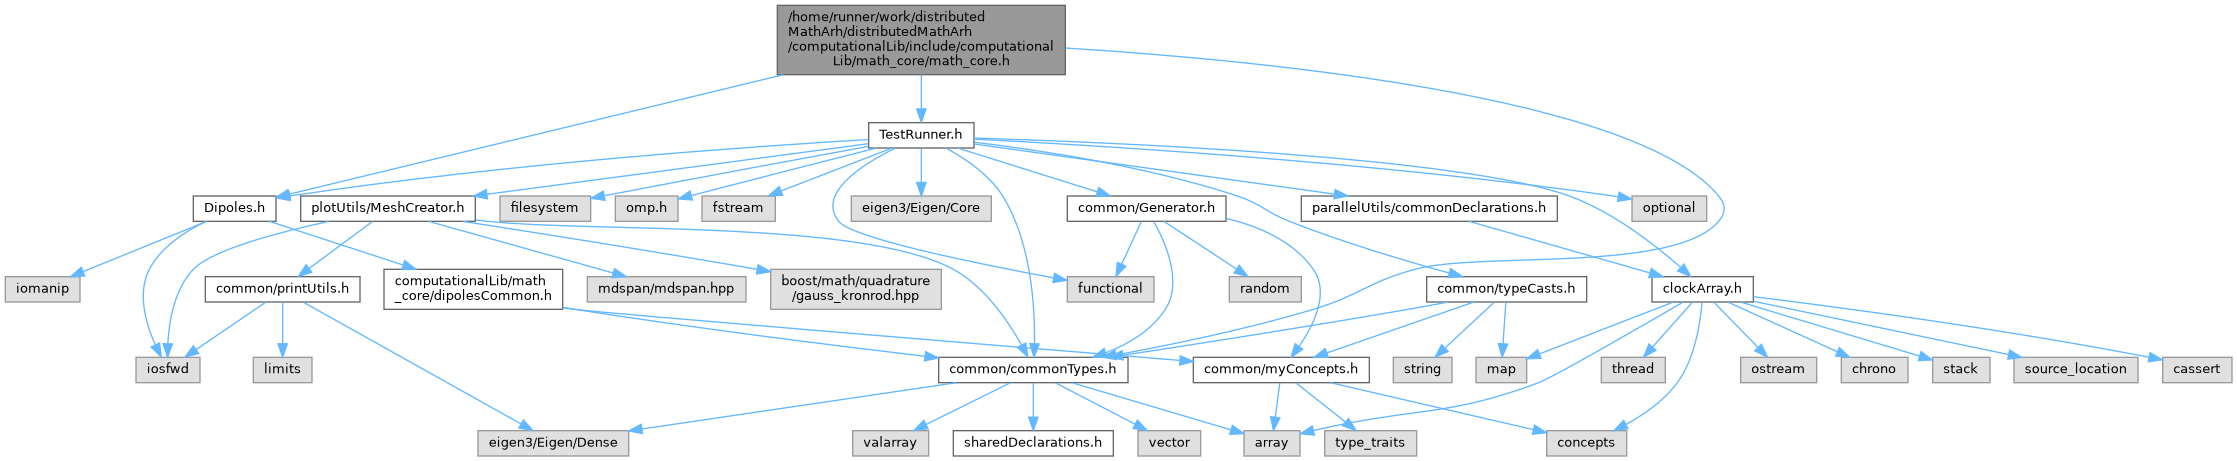 /home/runner/work/distributed
MathArh/distributedMathArh
/computationalLib/include/computational
Lib/math_core/math_core.h
TestRunner.h
Dipoles.h
plotUtils/MeshCreator.h
filesystem
omp.h
fstream
eigen3/Eigen/Core
common/Generator.h
parallelUtils/commonDeclarations.h
optional
iomanip
common/printUtils.h
computationalLib/math
_core/dipolesCommon.h
mdspan/mdspan.hpp
boost/math/quadrature
/gauss_kronrod.hpp
functional
random
common/typeCasts.h
clockArray.h
iosfwd
limits
common/commonTypes.h
common/myConcepts.h
string
map
thread
ostream
chrono
stack
source_location
cassert
eigen3/Eigen/Dense
valarray
sharedDeclarations.h
vector
array
type_traits
concepts